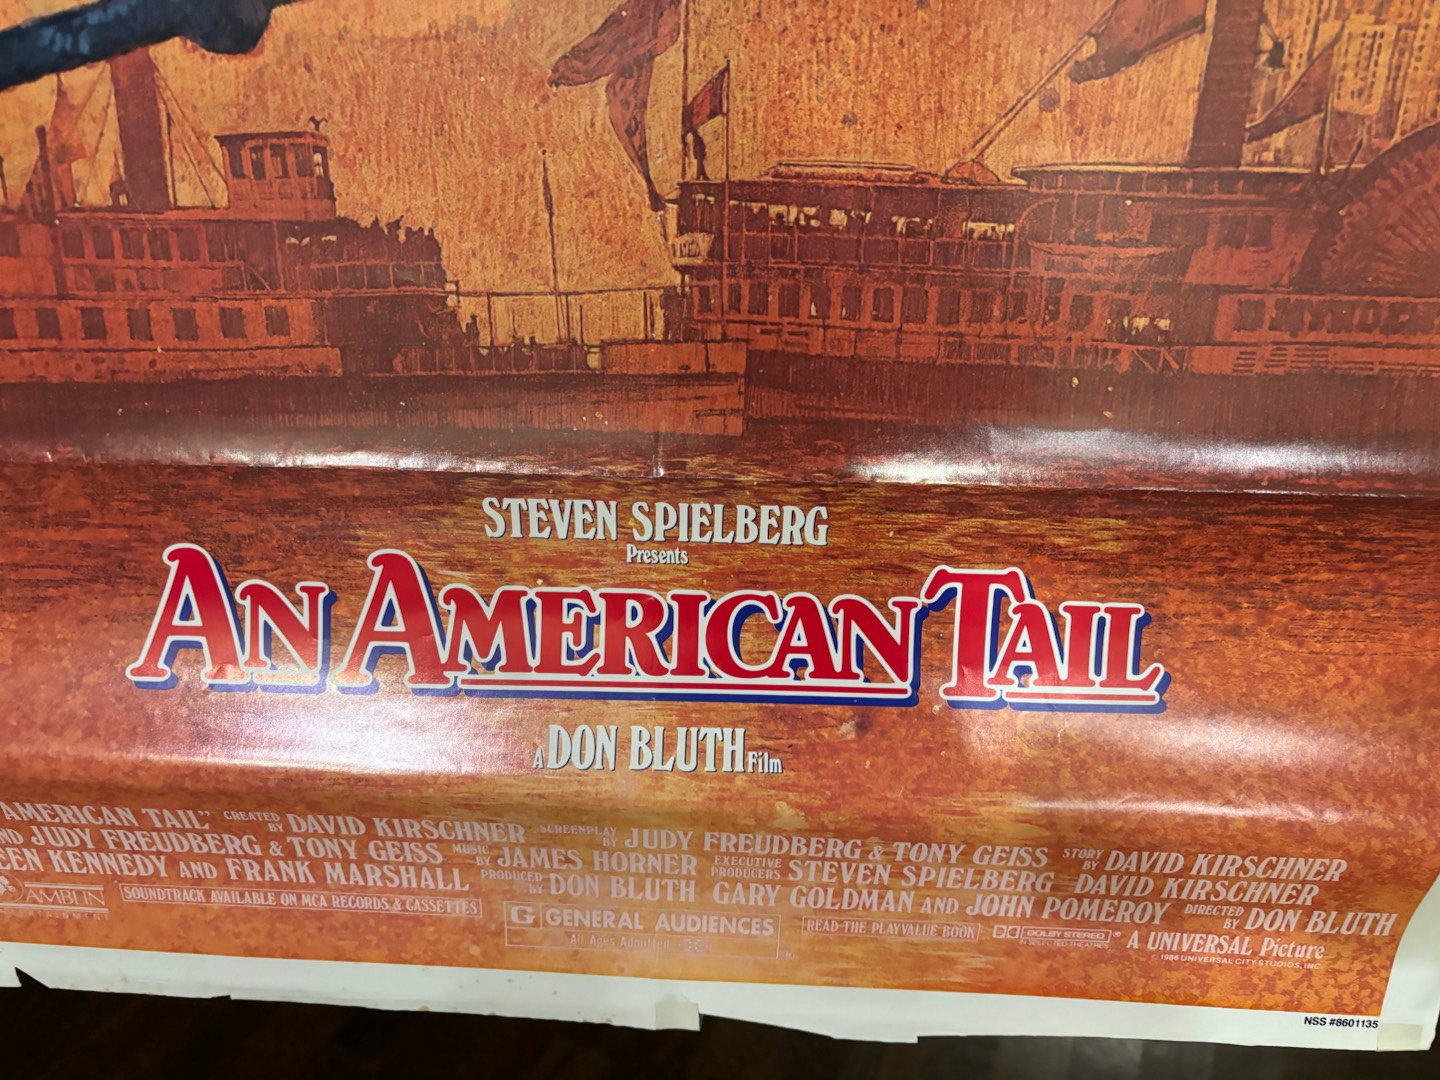 STEVEN SPIELBERG
Presents
AN AMERICAN TAIL
A DON BLUTH Film
AMERICAN TAIL" CREATED BY DAVID KIRSCHNER SCREENPLAY BY JUDY FREUDBERG & TONY GEISS STORY BY DAVID KIRSCHNER
JUDY FREUDBERG & TONY GEISS MUSIC BY JAMES HORNER EXECUTIVE PRODUCERS STEVEN SPIELBERG DAVID KIRSCHNER
KENNEDY AND FRANK MARSHALL PRODUCED BY DON BLUTH GARY GOLDMAN AND JOHN POMEROY DIRECTED BY DON BLUTH
AMBLIN SOUNDTRACK AVAILABLE ON MCA RECORDS & CASSETTES
G GENERAL AUDIENCES
All Ages Admitted
READ THE PLAYVALUE BOOK
DOLBY STEREO
IN SELECTED THEATRES
A UNIVERSAL Picture
1986 UNIVERSAL CITY STUDIOS, INC.
NSS #8601135